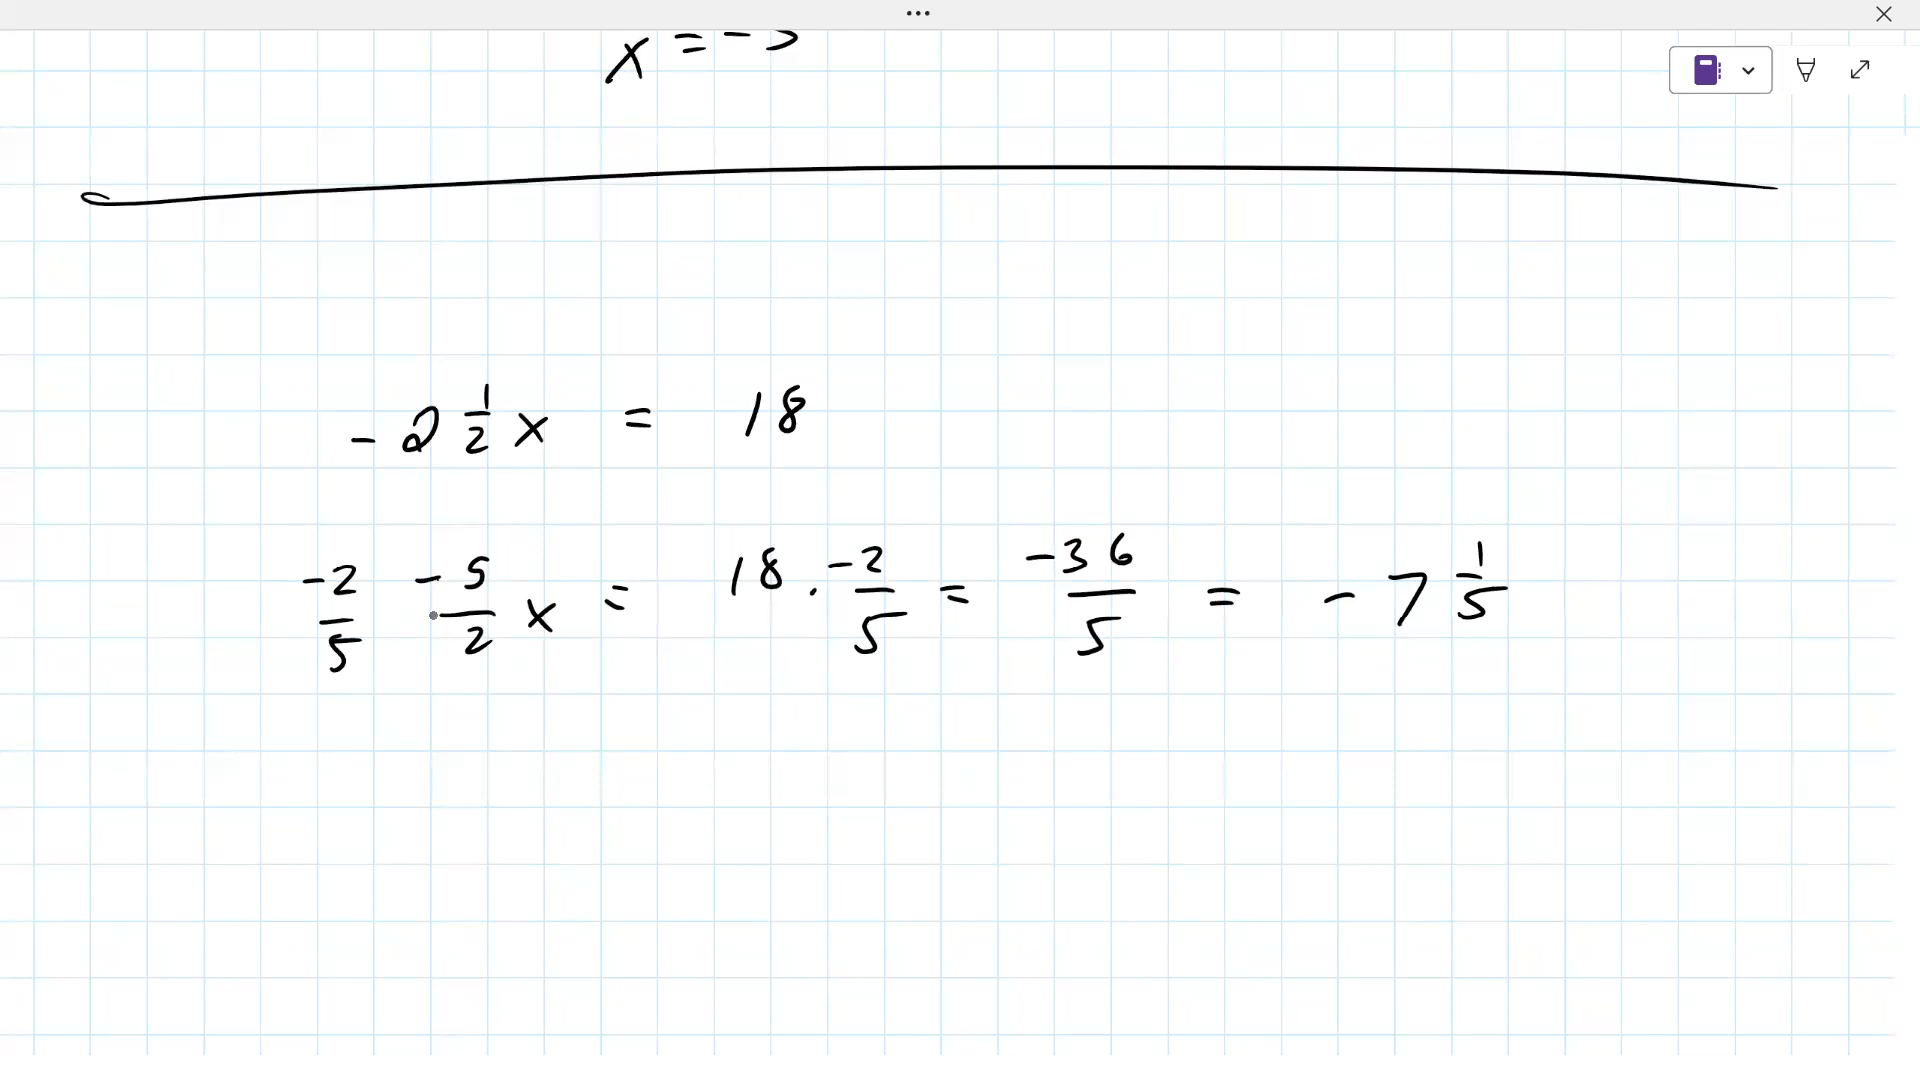 x = -5
- 2 1/2 x = 18
-2/5 -5/2 x = 18 . -2/5 = -36/5 = - 7 1/5